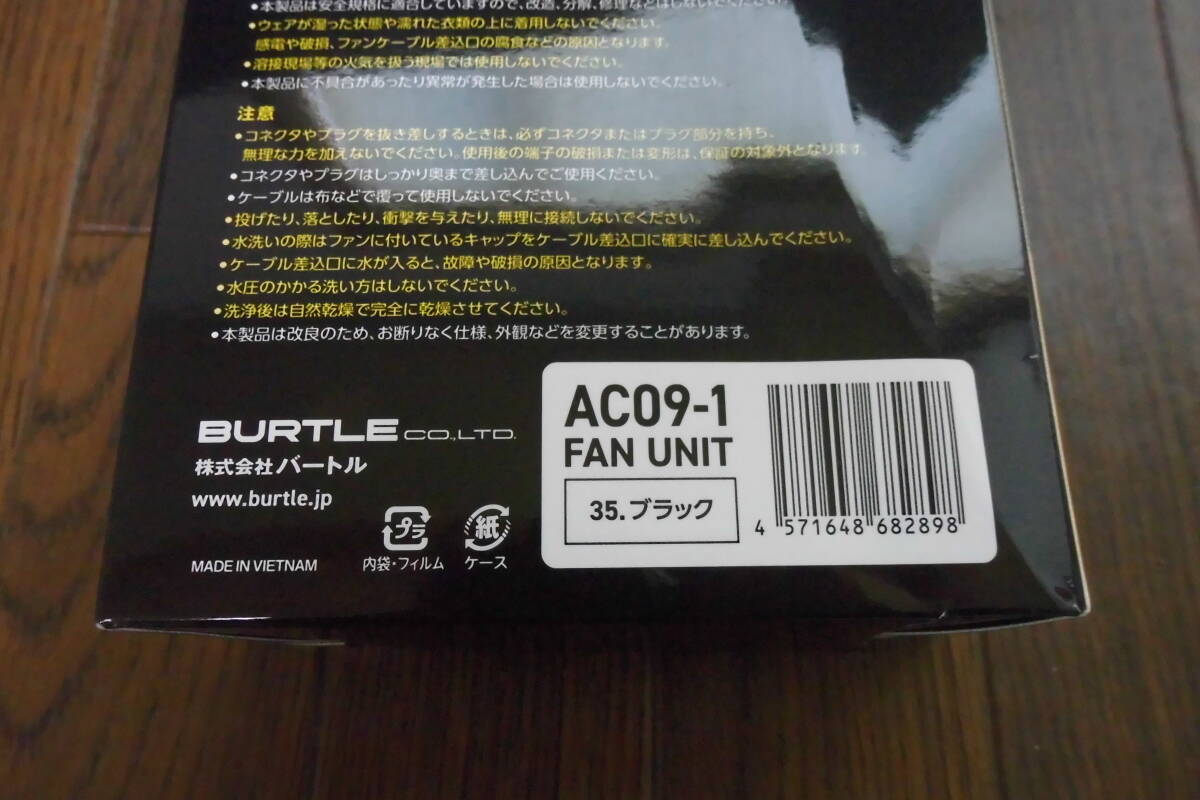 •本製品は安全規格に適合していますので、改造、分解、修理などはしないでください。
•ウェアが湿った状態や濡れた衣類の上に着用しないでください。
感電や破損、ファンケーブル差込口の腐食などの原因となります。
•溶接現場等の火気を扱う現場では使用しないでください。
•本製品に不具合があったり異常が発生した場合は使用しないでください。
注意
•コネクタやプラグを抜き差しするときは、必ずコネクタまたはプラグ部分を持ち、
無理な力を加えないでください。使用後の端子の破損または変形は、保証の対象外となります。
•コネクタやプラグはしっかり奥まで差し込んでご使用ください。
•ケーブルは布などで覆って使用しないでください。
•投げたり、落としたり、衝撃を与えたり、無理に接続しないでください。
•水洗いの際はファンに付いているキャップをケーブル差込口に確実に差し込んでください。
•ケーブル差込口に水が入ると、故障や破損の原因となります。
•水圧のかかる洗い方はしないでください。
•洗浄後は自然乾燥で完全に乾燥させてください。
•本製品は改良のため、お断りなく仕様、外観などを変更することがあります。
BURTLE CO.,LTD.
株式会社バートル
www.burtle.jp
MADE IN VIETNAM
プラ
内袋・フィルム
紙
ケース
AC09-1
FAN UNIT
35.ブラック
4 571648 682898